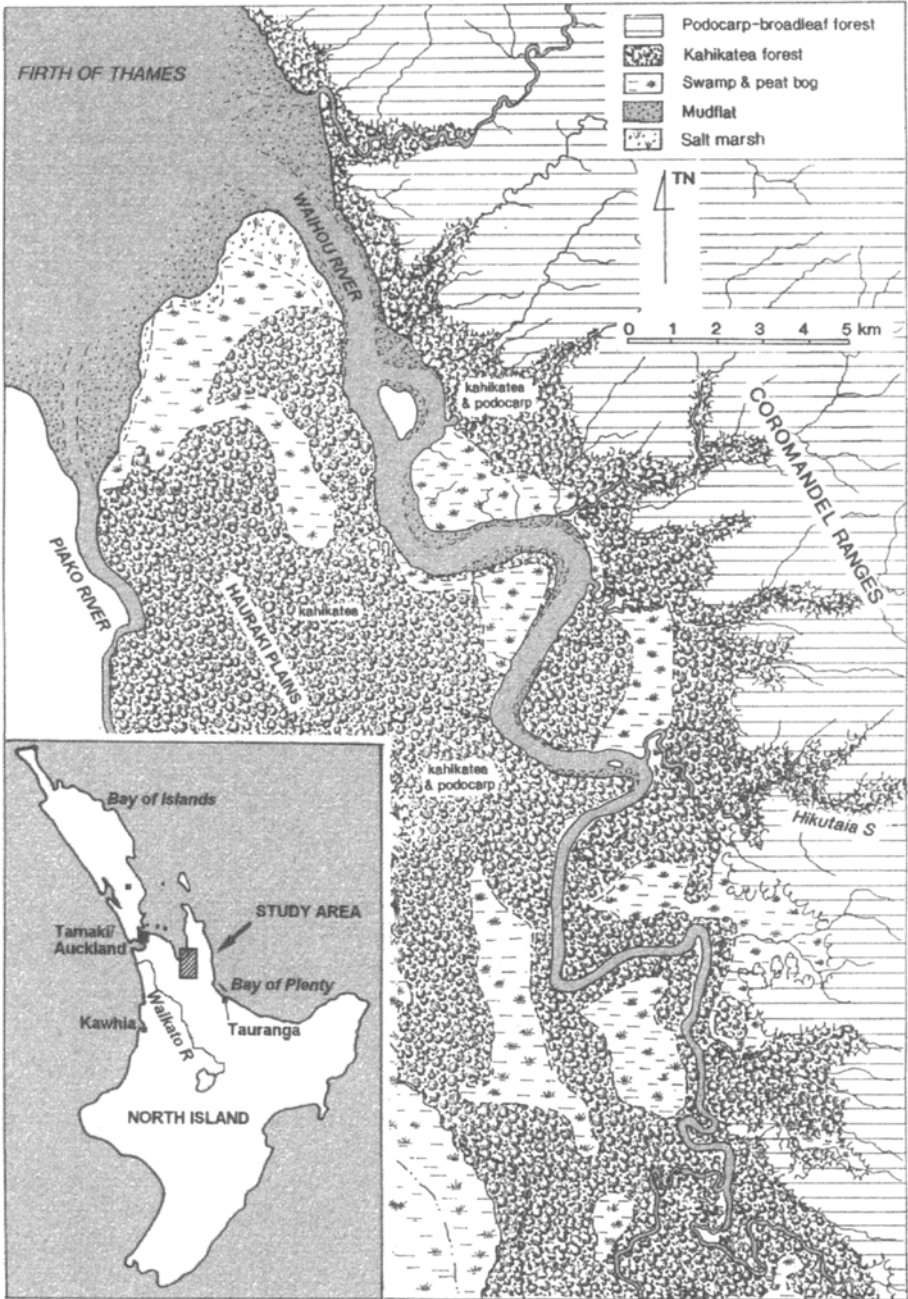 FIRTH OF THAMES
Podocarp-broadleaf forest
Kahikatea forest
Swamp & peat bog
Mudflat
Salt marsh
TN
WAIHOU RIVER
0 1 2 3 4 5 km
kahikatea
& podocarp
COROMANDEL RANGES
PIAKO RIVER
HAURAKI PLAINS
kahikatea
kahikatea
& podocarp
Hikutaia S
Bay of Islands
STUDY AREA
Tamaki/
Auckland
Bay of Plenty
Kawhia
Waikato R
Tauranga
NORTH ISLAND